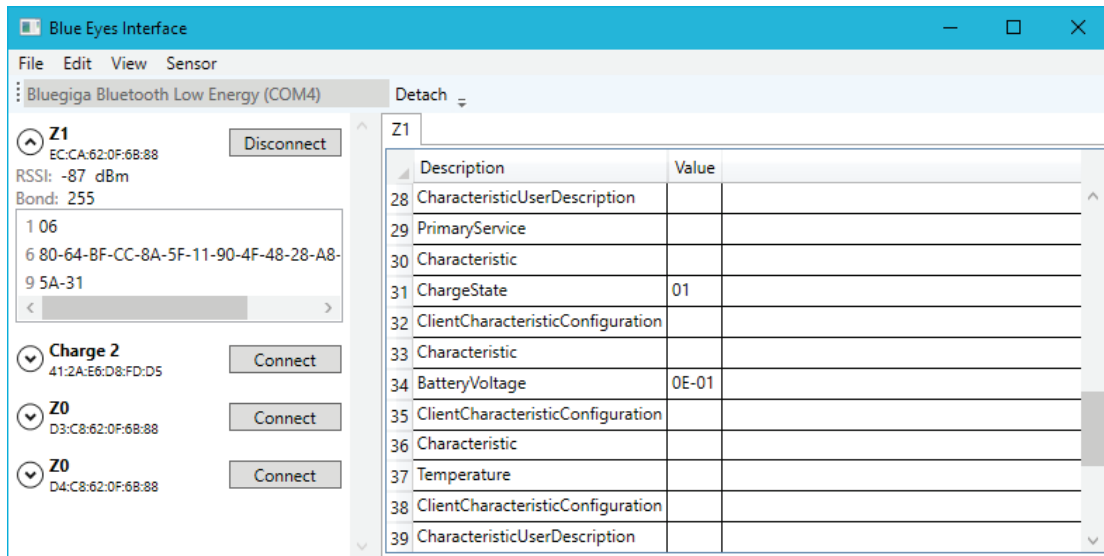 Blue Eyes Interface
File Edit View Sensor
Bluegiga Bluetooth Low Energy (COM4) Detach
Z1
EC:CA:62:0F:6B:88
Disconnect
RSSI: -87 dBm
Bond: 255
1 06
6 80-64-BF-CC-8A-5F-11-90-4F-48-28-A8-
9 5A-31
Charge 2
41:2A:E6:D8:FD:D5
Connect
Z0
D3:C8:62:0F:6B:88
Connect
Z0
D4:C8:62:0F:6B:88
Connect
Z1
Description Value
28 CharacteristicUserDescription
29 PrimaryService
30 Characteristic
31 ChargeState 01
32 ClientCharacteristicConfiguration
33 Characteristic
34 BatteryVoltage 0E-01
35 ClientCharacteristicConfiguration
36 Characteristic
37 Temperature
38 ClientCharacteristicConfiguration
39 CharacteristicUserDescription